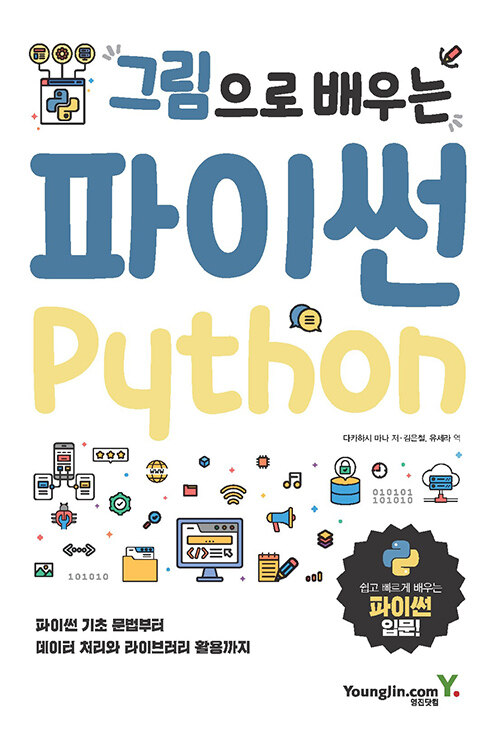 그림으로 배우는
파이썬
Python
다카하시 마나 저 · 김은철, 유세라 역
010101
101010
101010
</>
쉽고 빠르게 배우는
파이썬
입문!
파이썬 기초 문법부터
데이터 처리와 라이브러리 활용까지
YoungJin.com Y.
영진닷컴